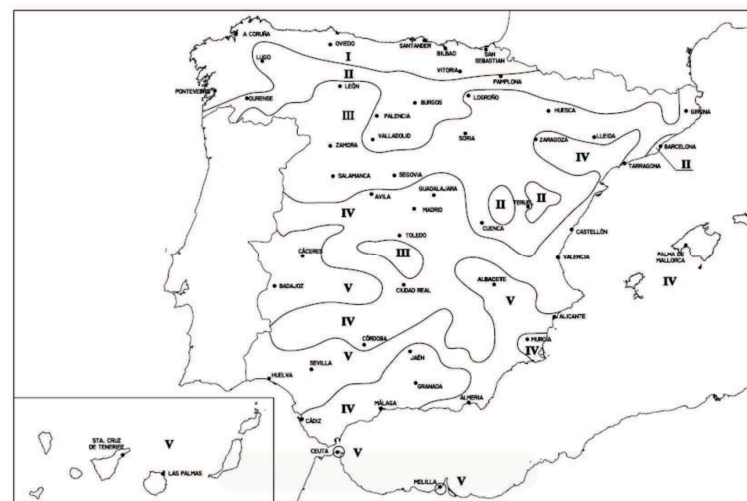 A CORUÑA
OVIEDO
SANTANDER
BILBAO
SAN
SEBASTIAN
LUGO
I
VITORIA
PAMPLONA
II
PONTEVEDRA
OURENSE
LEÓN
BURGOS
LOGROÑO
HUESCA
GIRONA
III
PALENCIA
VALLADOLID
SORIA
ZARAGOZA
LLEIDA
BARCELONA
ZAMORA
IV
TARRAGONA
II
SALAMANCA
SEGOVIA
AVILA
GUADALAJARA
II
TERUEL
II
IV
MADRID
CUENCA
CASTELLÓN
TOLEDO
CÁCERES
III
VALENCIA
PALMA DE
MALLORCA
IV
BADAJOZ
V
CIUDAD REAL
ALBACETE
V
IV
ALICANTE
CÓRDOBA
MURCIA
IV
V
SEVILLA
JAÉN
HUELVA
GRANADA
IV
MÁLAGA
ALMERIA
CÁDIZ
V
STA. CRUZ
DE TENERIFE
LAS PALMAS
CEUTA
V
MELILLA
V